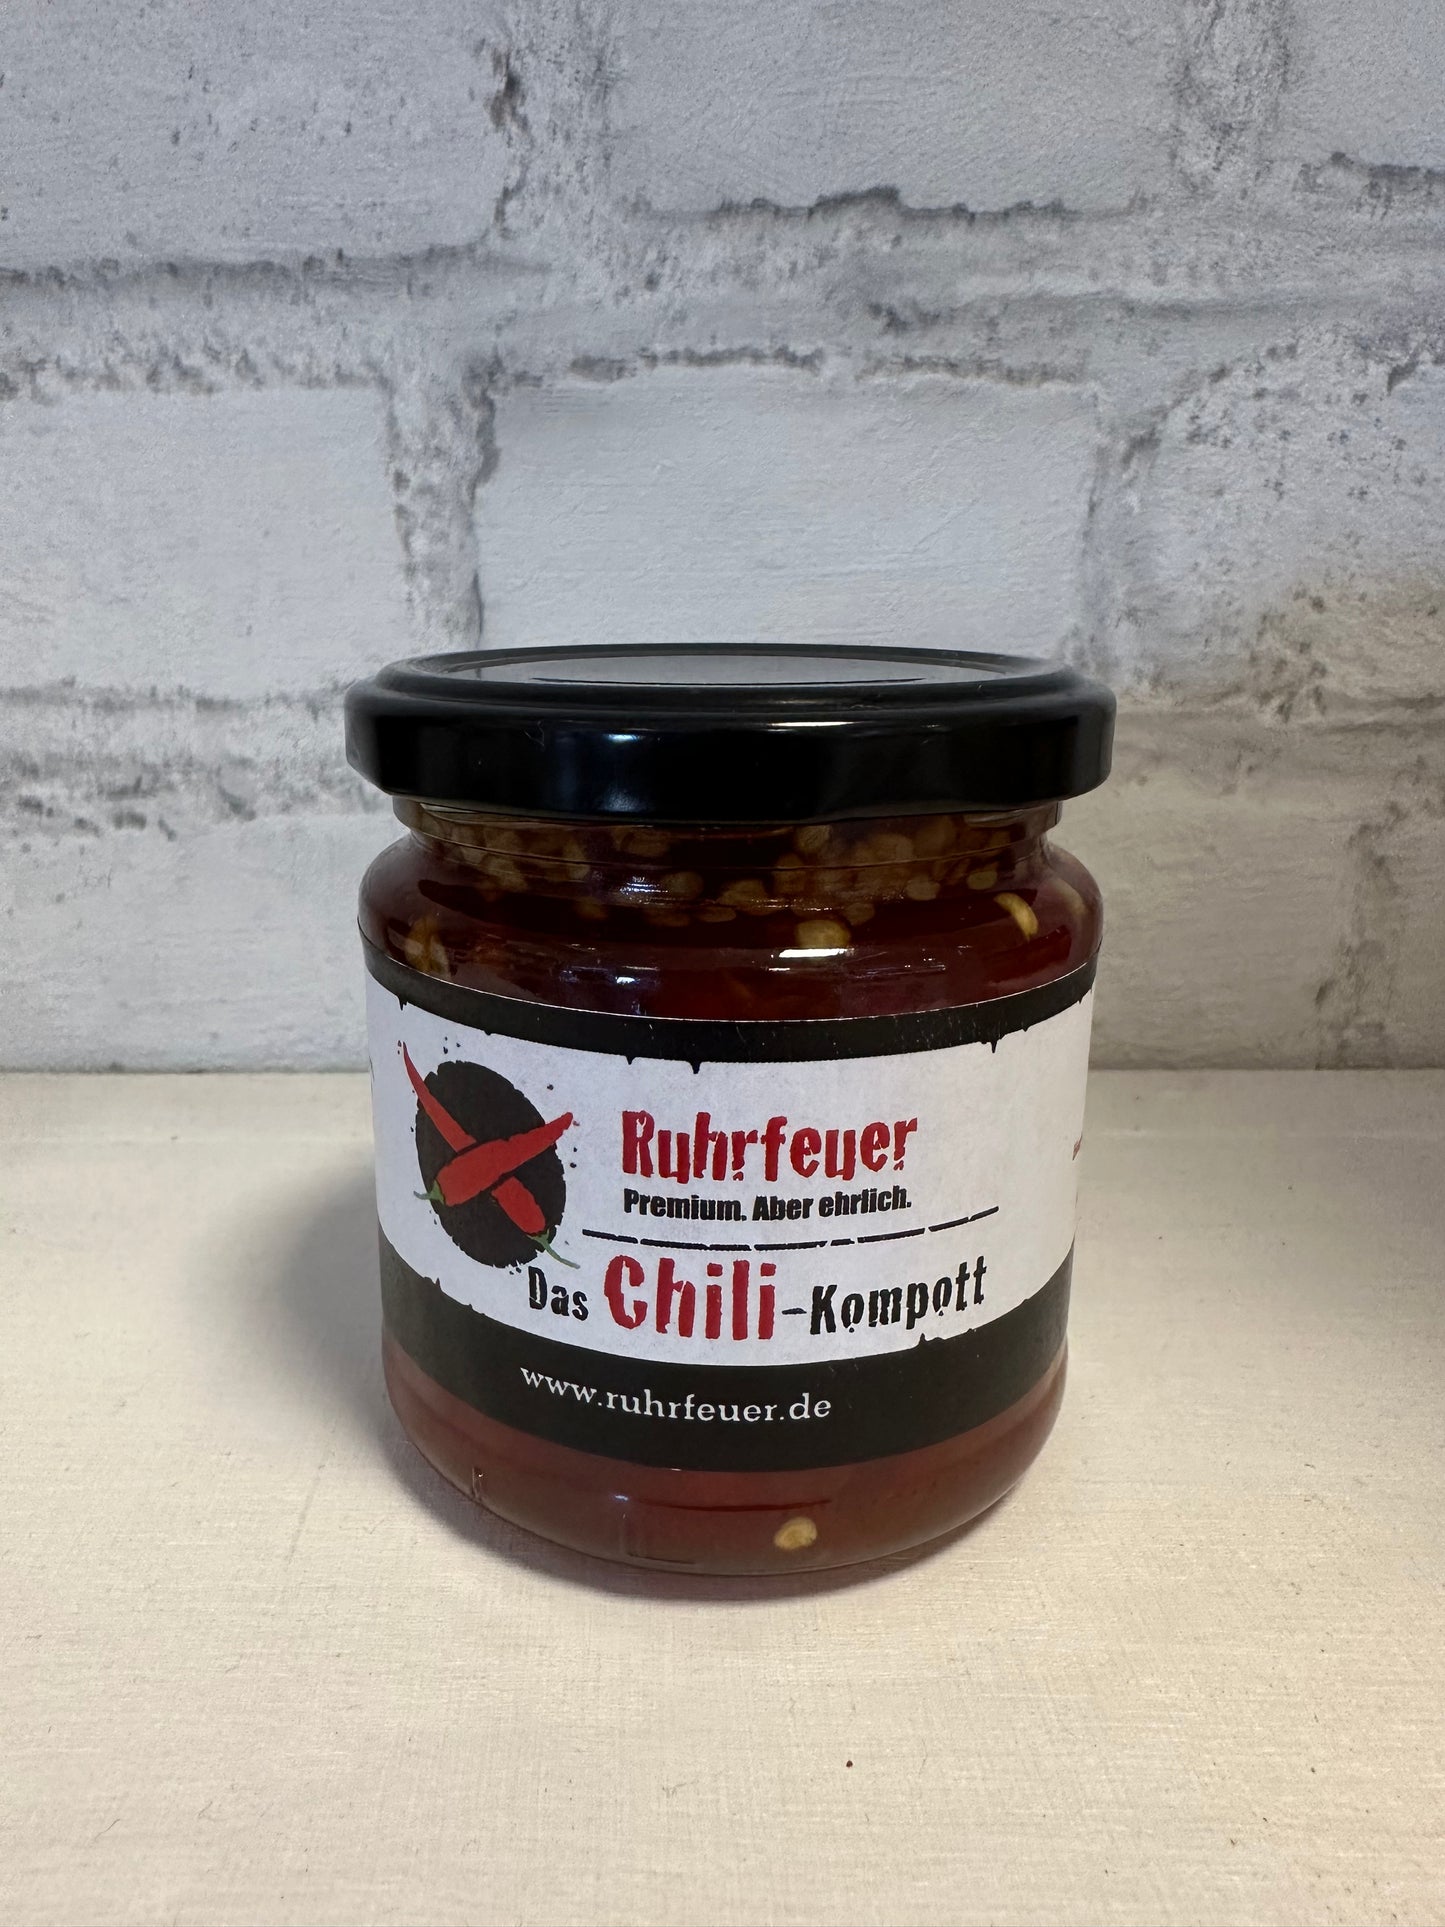 Ruhrfeuer
Premium. Aber ehrlich.
Das Chili-Kompott
www.ruhrfeuer.de